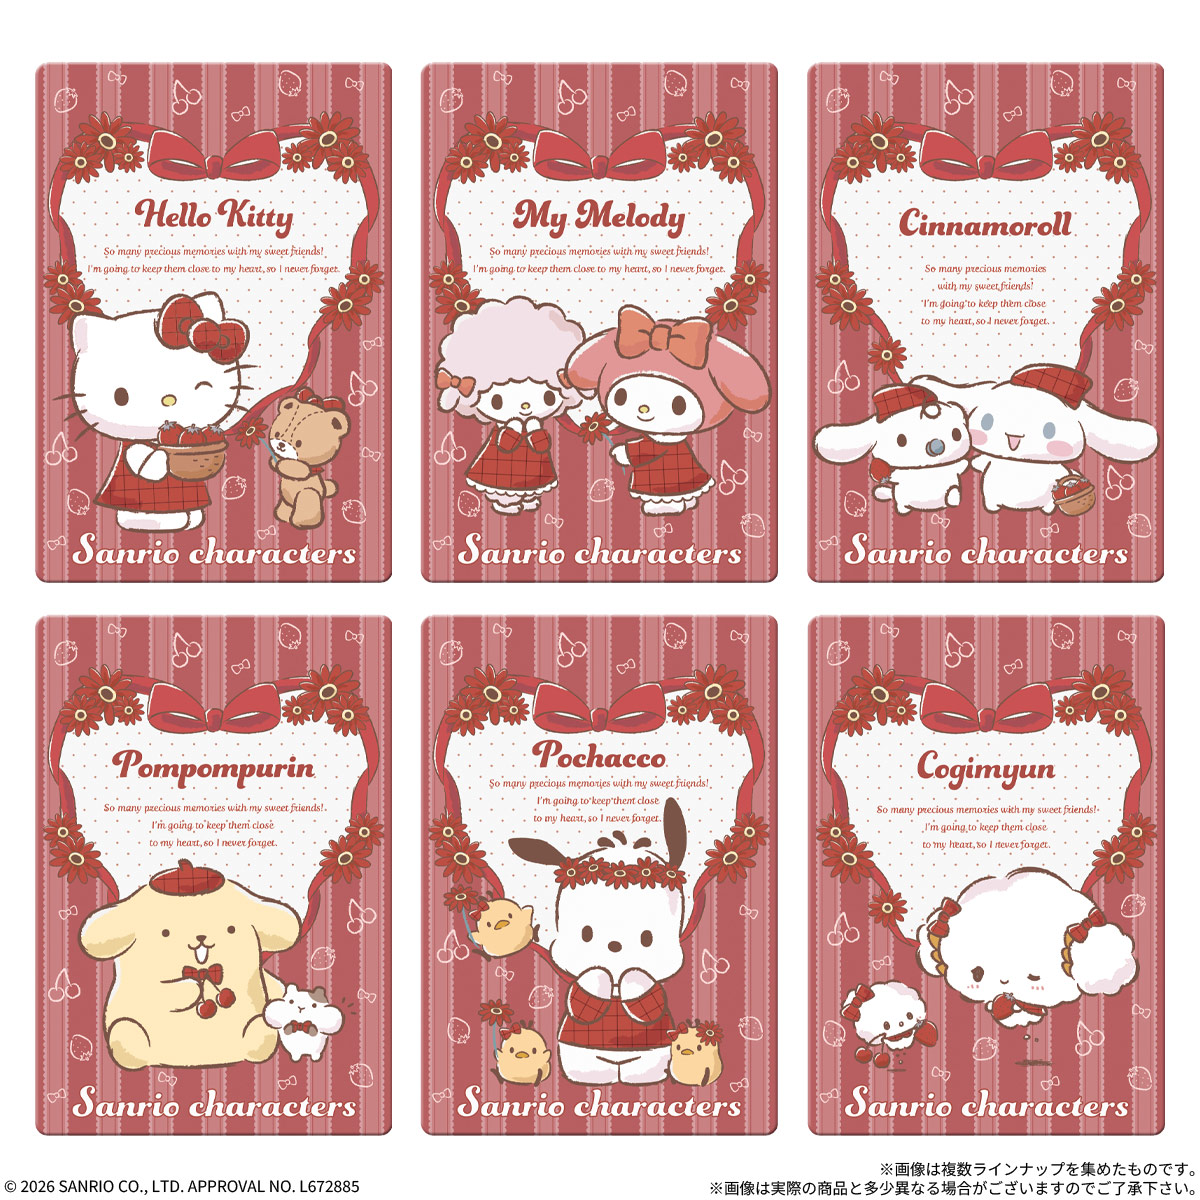 Hello Kitty
So many precious memories with my sweet friends!
I'm going to keep them close to my heart, so I never forget.
Sanrio characters
My Melody
So many precious memories with my sweet friends!
I'm going to keep them close to my heart, so I never forget.
Sanrio characters
Cinnamoroll
So many precious memories
with my sweet friends!
I'm going to keep them close
to my heart, so I never forget.
Sanrio characters
Pompompurin
So many precious memories with my sweet friends!
I'm going to keep them close
to my heart, so I never forget.
Sanrio characters
Pochacco
So many precious memories with my sweet friends!
I'm going to keep them close
to my heart, so I never forget.
Sanrio characters
Cogimyun
So many precious memories with my sweet friends!
I'm going to keep them close
to my heart, so I never forget.
Sanrio characters
※画像は複数ラインナップを集めたものです。
© 2026 SANRIO CO., LTD. APPROVAL NO. L672885
※画像は実際の商品と多少異なる場合がございますのでご了承下さい。